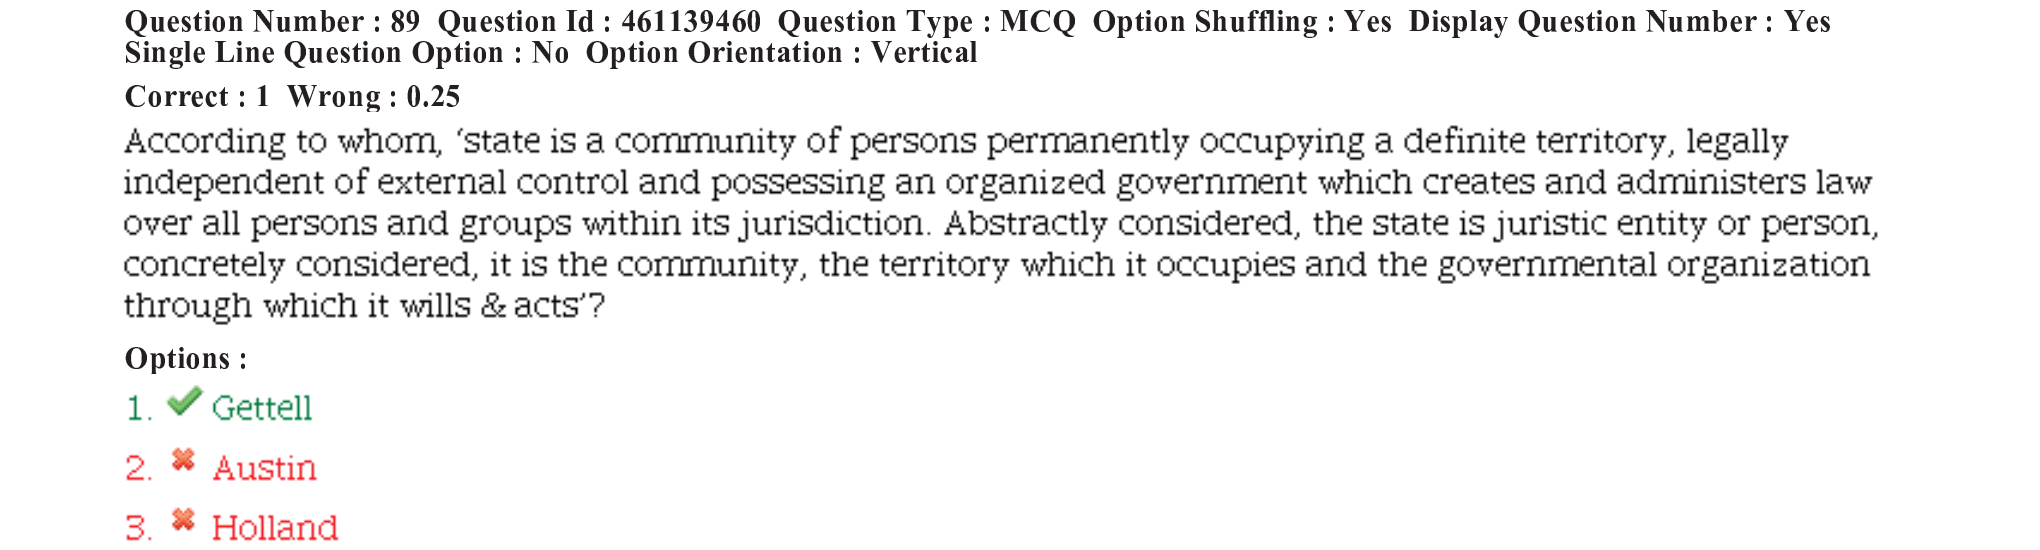 Question Number : 89 Question Id : 461139460 Question Type : MCQ Option Shuffling : Yes Display Question Number : Yes
Single Line Question Option : No Option Orientation : Vertical
Correct : 1 Wrong : 0.25
According to whom, ‘state is a community of persons permanently occupying a definite territory, legally
independent of external control and possessing an organized government which creates and administers law
over all persons and groups within its jurisdiction. Abstractly considered, the state is juristic entity or person,
concretely considered, it is the community, the territory which it occupies and the governmental organization
through which it wills & acts’?
Options :
1. Gettell
2. Austin
3. Holland